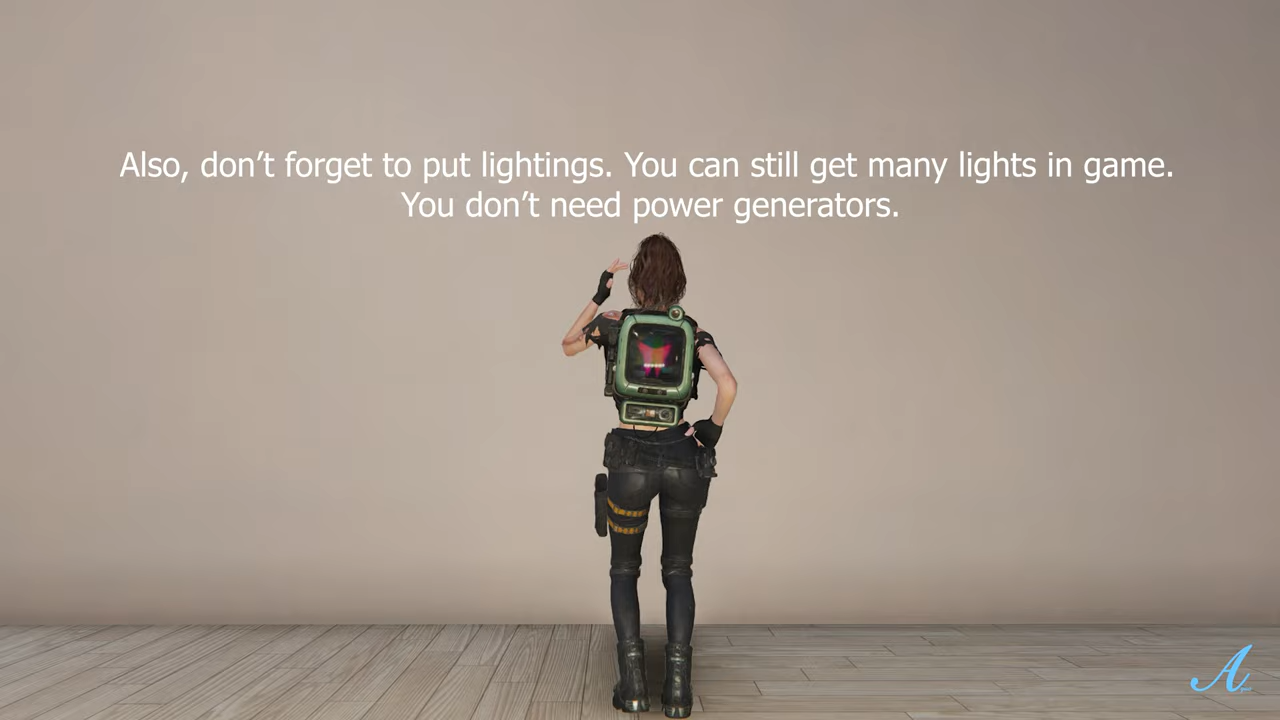 Also, don’t forget to put lightings. You can still get many lights in game.
You don’t need power generators.
A